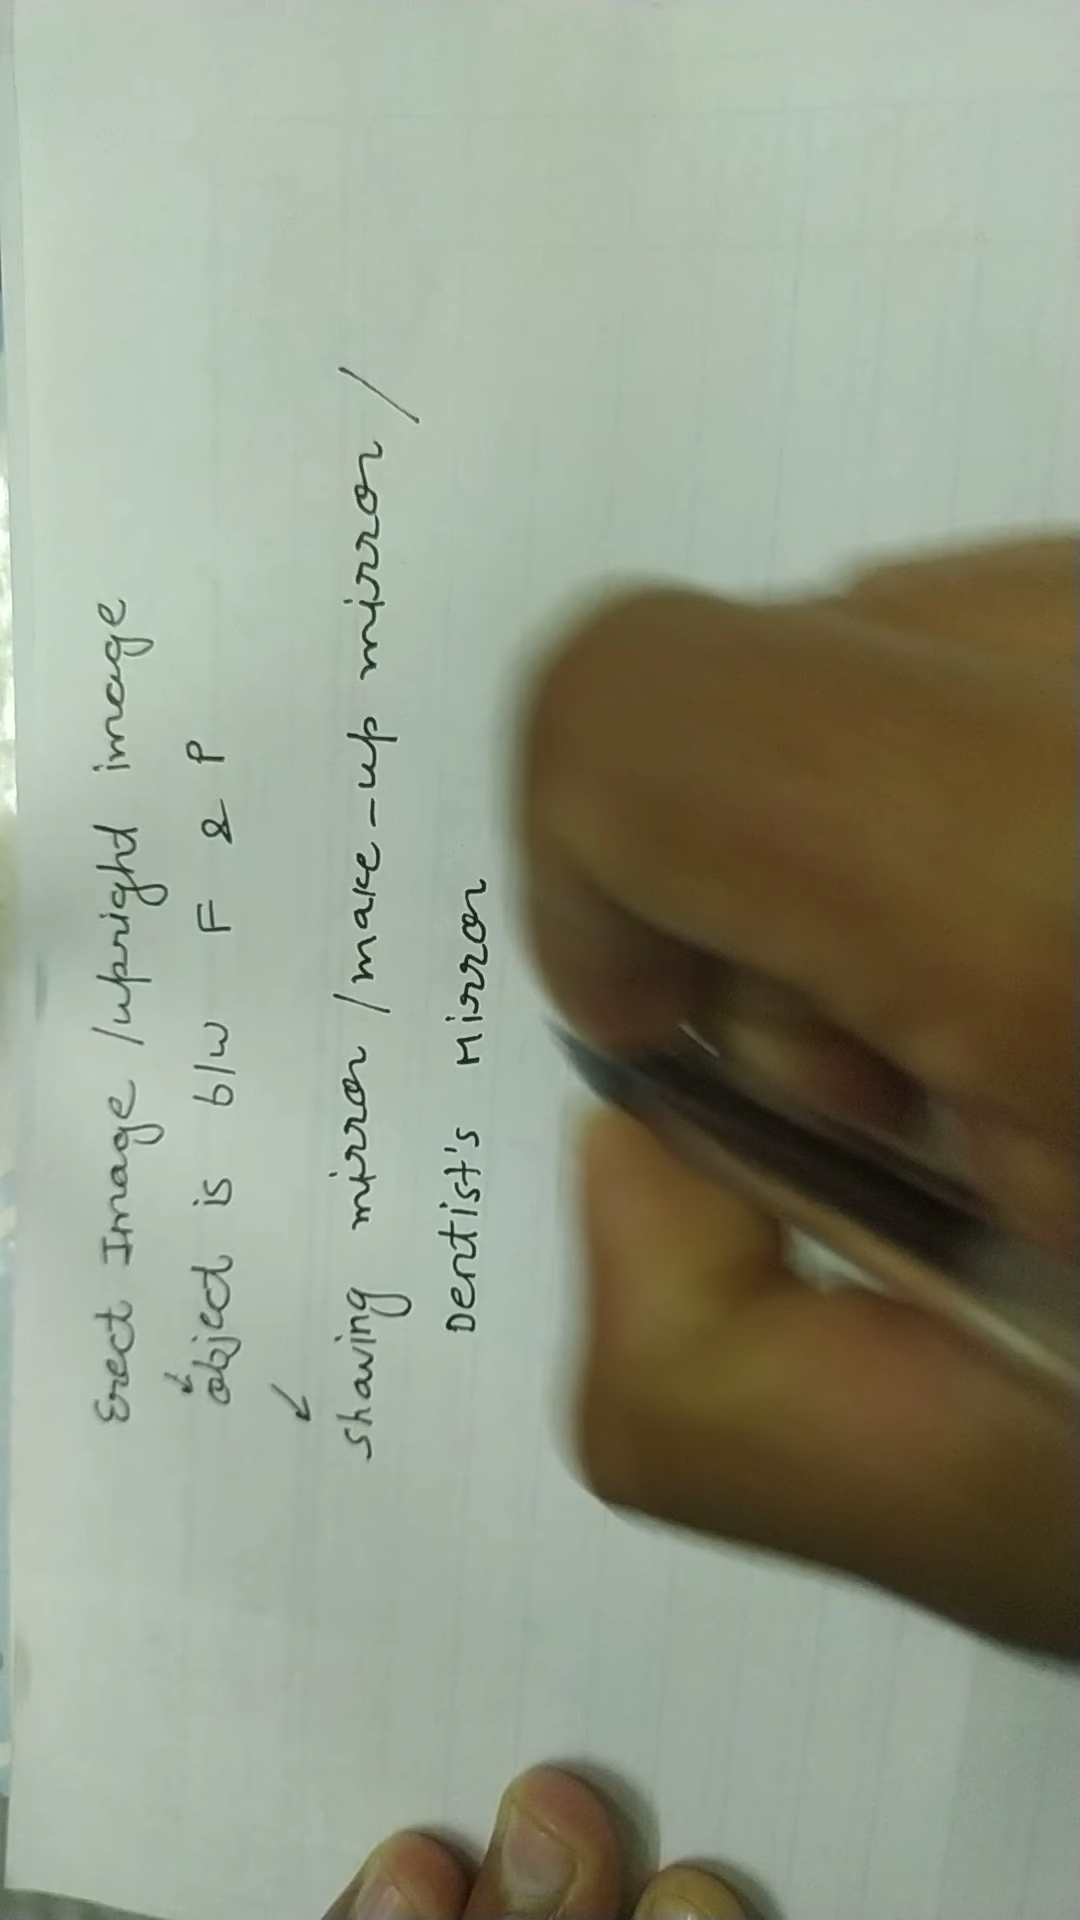 Erect Image / upright image
object is b/w F & P
shaving mirror / make-up mirror /
Dentist's Mirror